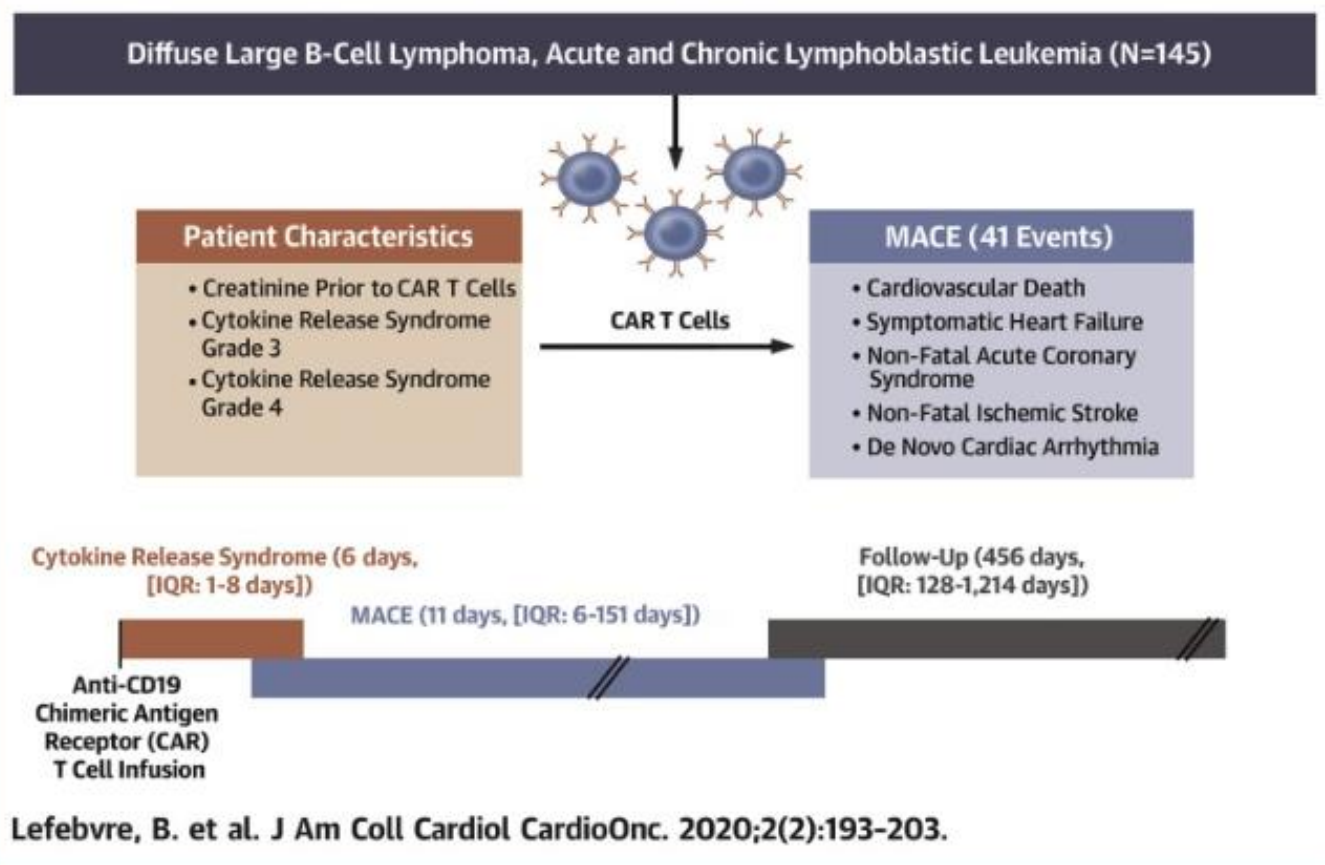 Diffuse Large B-Cell Lymphoma, Acute and Chronic Lymphoblastic Leukemia (N=145)
Patient Characteristics
• Creatinine Prior to CAR T Cells
• Cytokine Release Syndrome
Grade 3
• Cytokine Release Syndrome
Grade 4
CAR T Cells
MACE (41 Events)
• Cardiovascular Death
• Symptomatic Heart Failure
• Non-Fatal Acute Coronary
Syndrome
• Non-Fatal Ischemic Stroke
• De Novo Cardiac Arrhythmia
Cytokine Release Syndrome (6 days,
[IQR: 1-8 days])
MACE (11 days, [IQR: 6-151 days])
Follow-Up (456 days,
[IQR: 128-1,214 days])
Anti-CD19
Chimeric Antigen
Receptor (CAR)
T Cell Infusion
Lefebvre, B. et al. J Am Coll Cardiol CardioOnc. 2020;2(2):193-203.